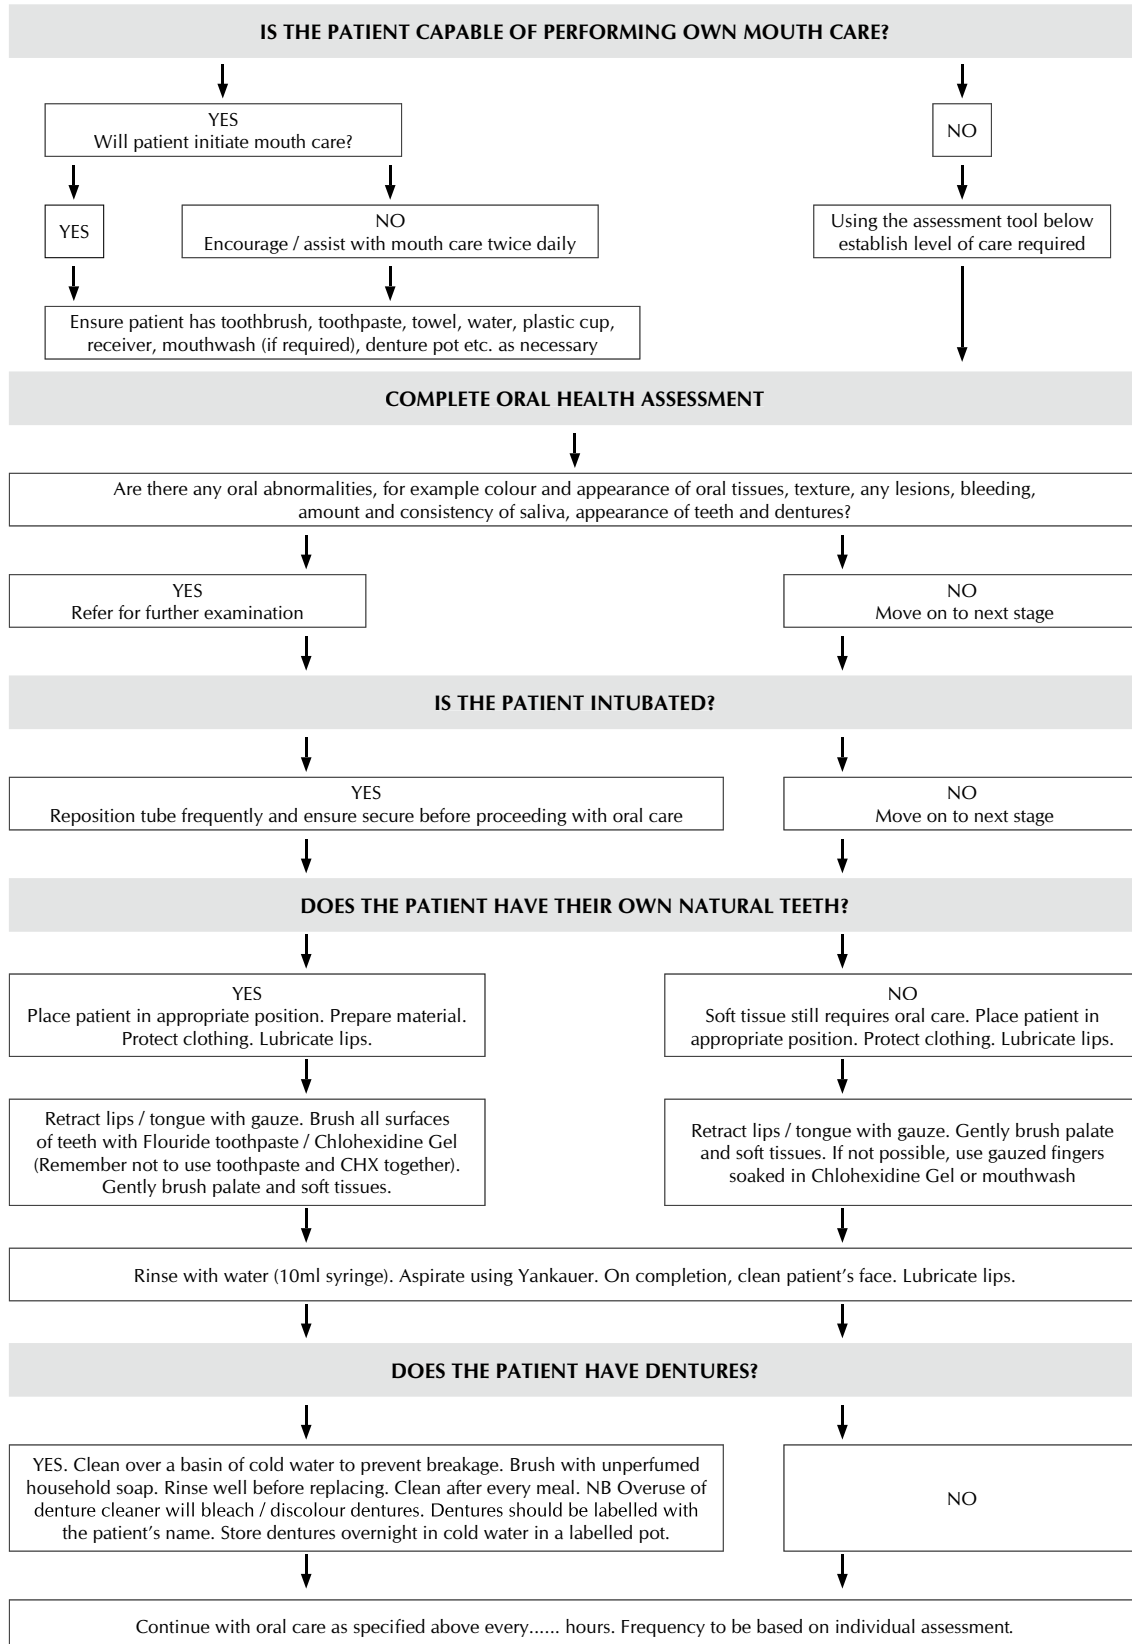 IS THE PATIENT CAPABLE OF PERFORMING OWN MOUTH CARE?
YES
Will patient initiate mouth care?
NO
YES
NO
Encourage / assist with mouth care twice daily
Using the assessment tool below
establish level of care required
Ensure patient has toothbrush, toothpaste, towel, water, plastic cup,
receiver, mouthwash (if required), denture pot etc. as necessary
COMPLETE ORAL HEALTH ASSESSMENT
Are there any oral abnormalities, for example colour and appearance of oral tissues, texture, any lesions, bleeding,
amount and consistency of saliva, appearance of teeth and dentures?
YES
Refer for further examination
NO
Move on to next stage
IS THE PATIENT INTUBATED?
YES
Reposition tube frequently and ensure secure before proceeding with oral care
NO
Move on to next stage
DOES THE PATIENT HAVE THEIR OWN NATURAL TEETH?
YES
Place patient in appropriate position. Prepare material.
Protect clothing. Lubricate lips.
NO
Soft tissue still requires oral care. Place patient in
appropriate position. Protect clothing. Lubricate lips.
Retract lips / tongue with gauze. Brush all surfaces
of teeth with Flouride toothpaste / Chlohexidine Gel
(Remember not to use toothpaste and CHX together).
Gently brush palate and soft tissues.
Retract lips / tongue with gauze. Gently brush palate
and soft tissues. If not possible, use gauzed fingers
soaked in Chlohexidine Gel or mouthwash
Rinse with water (10ml syringe). Aspirate using Yankauer. On completion, clean patient's face. Lubricate lips.
DOES THE PATIENT HAVE DENTURES?
YES. Clean over a basin of cold water to prevent breakage. Brush with unperfumed
household soap. Rinse well before replacing. Clean after every meal. NB Overuse of
denture cleaner will bleach / discolour dentures. Dentures should be labelled with
the patient's name. Store dentures overnight in cold water in a labelled pot.
NO
Continue with oral care as specified above every...... hours. Frequency to be based on individual assessment.